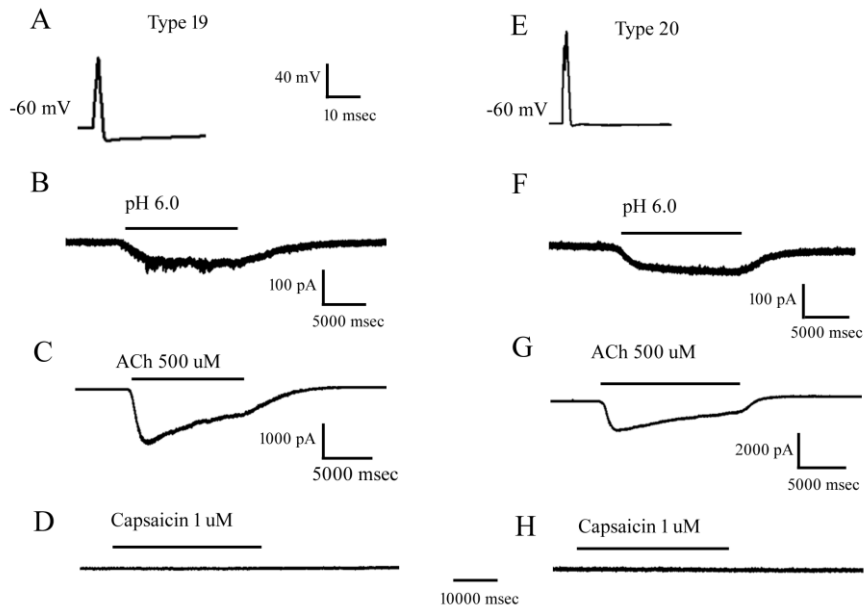 A
Type 19
-60 mV
40 mV
10 msec
B
pH 6.0
100 pA
5000 msec
C
ACh 500 uM
1000 pA
5000 msec
D
Capsaicin 1 uM
10000 msec
E
Type 20
-60 mV
F
pH 6.0
100 pA
5000 msec
G
ACh 500 uM
2000 pA
5000 msec
H
Capsaicin 1 uM